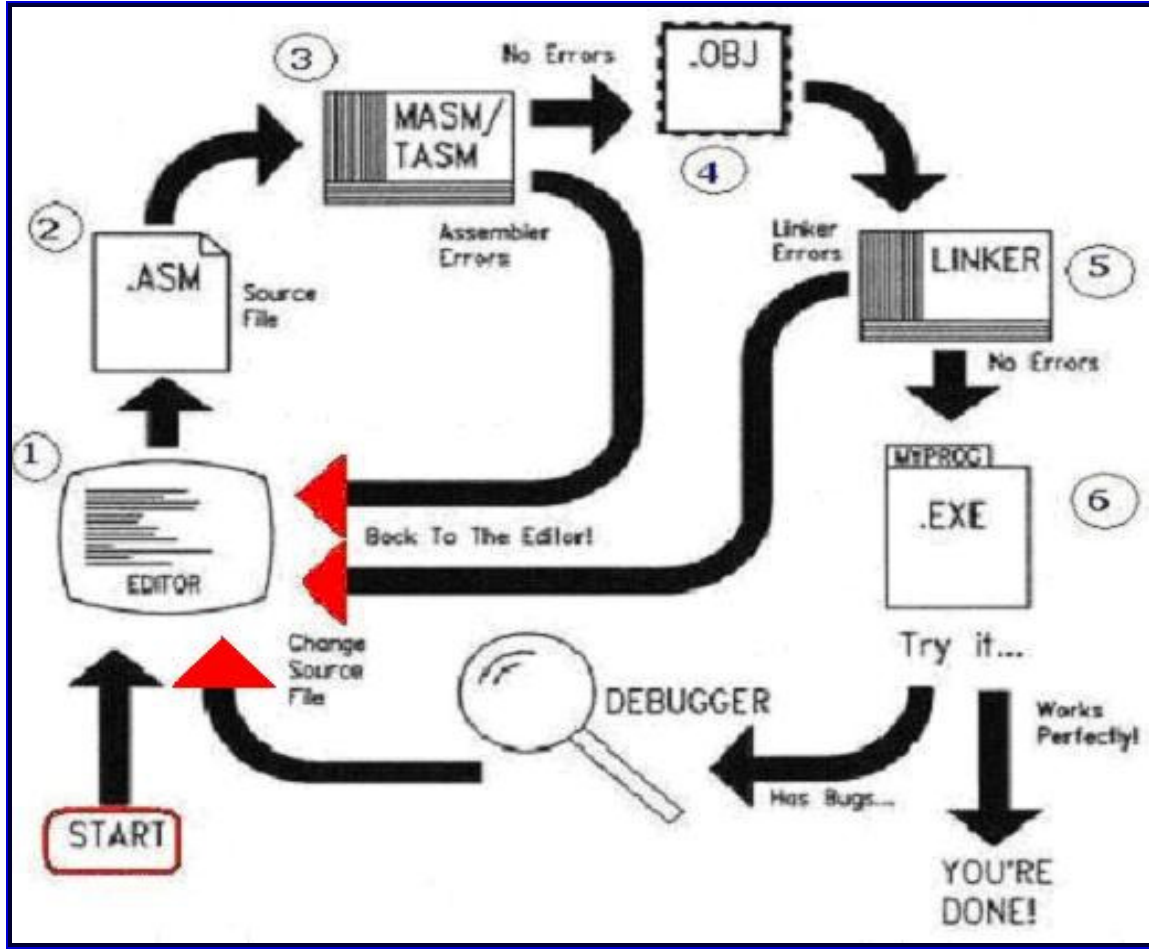 3
No Errors
.OBJ
MASM/
TASM
4
2
Assembler
Errors
Linker
Errors
LINKER
5
.ASM
Source
File
No Errors
1
MYPROG
.EXE
6
Back To The Editor!
EDITOR
Change
Source
File
Try it...
DEBUGGER
Works
Perfectly!
Has Bugs...
START
YOU'RE
DONE!